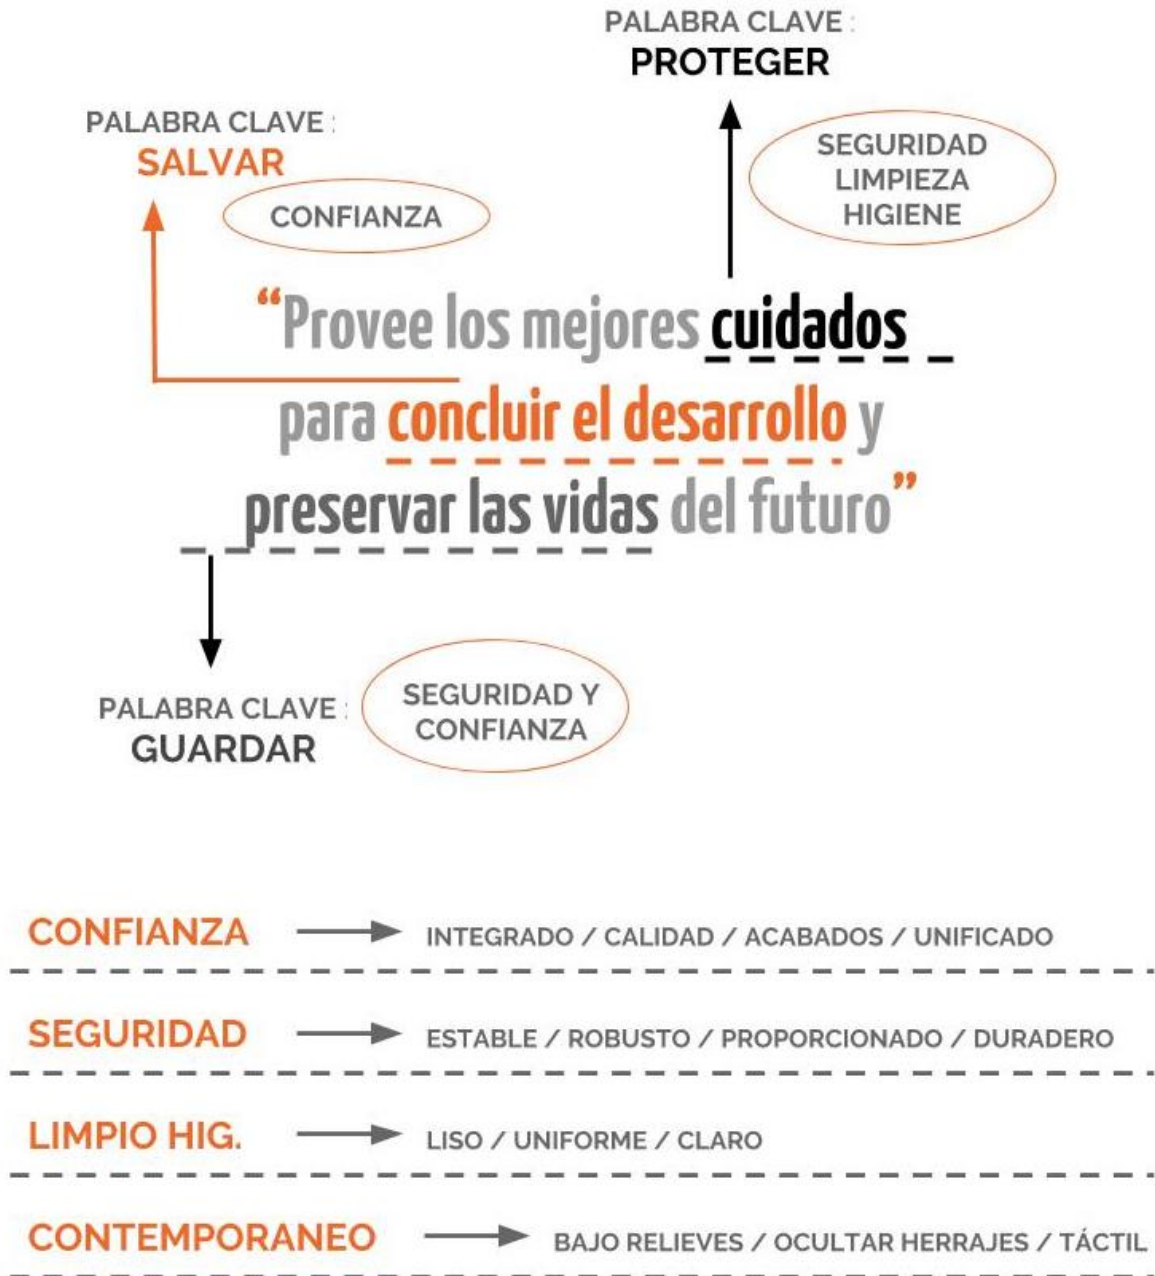 PALABRA CLAVE :
PROTEGER
PALABRA CLAVE :
SALVAR
CONFIANZA
SEGURIDAD
LIMPIEZA
HIGIENE
“Provee los mejores cuidados
para concluir el desarrollo y
preservar las vidas del futuro”
PALABRA CLAVE :
GUARDAR
SEGURIDAD Y
CONFIANZA
CONFIANZA INTEGRADO / CALIDAD / ACABADOS / UNIFICADO
SEGURIDAD ESTABLE / ROBUSTO / PROPORCIONADO / DURADERO
LIMPIO HIG. LISO / UNIFORME / CLARO
CONTEMPORANEO BAJO RELIEVES / OCULTAR HERRAJES / TÁCTIL